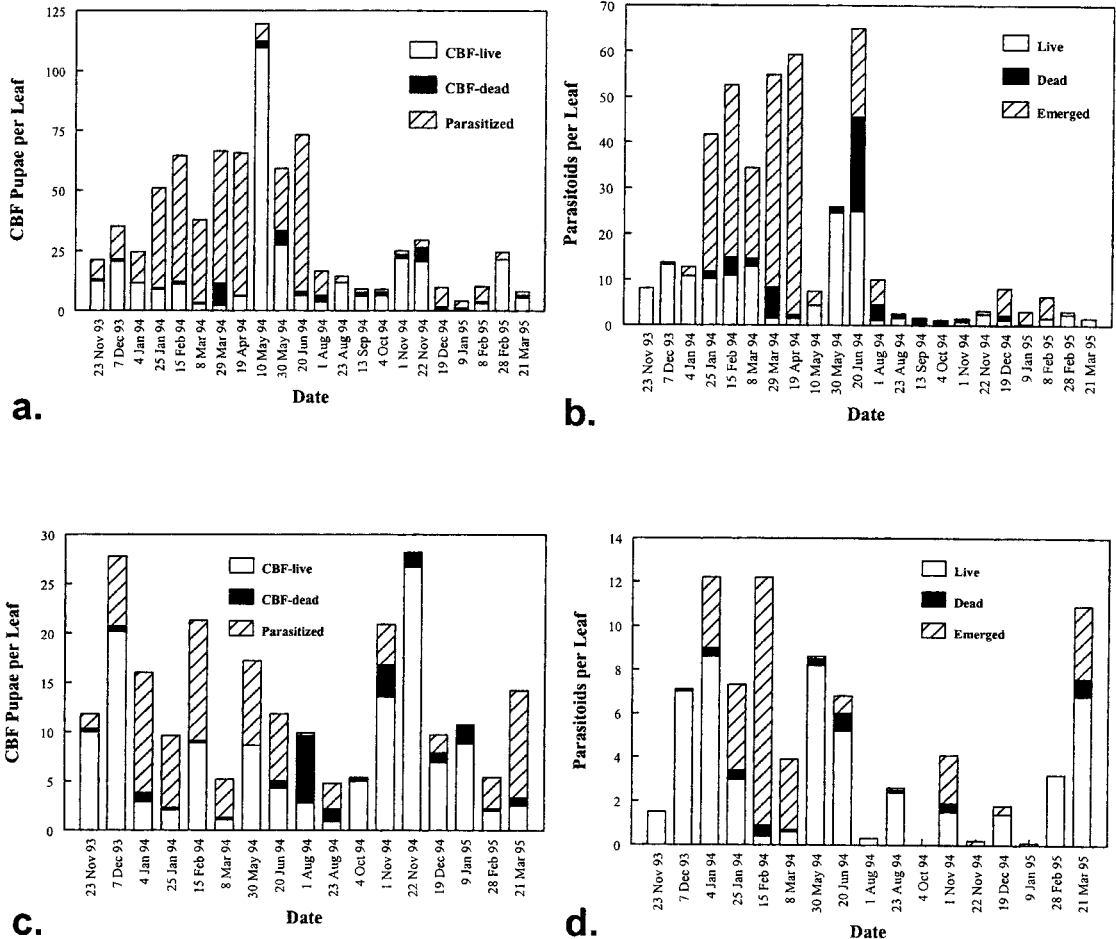 125
100
75
50
25
0
CBF Pupae per Leaf
CBF-live
CBF-dead
Parasitized
23 Nov 93
7 Dec 93
4 Jan 94
25 Jan 94
15 Feb 94
8 Mar 94
29 Mar 94
19 Apr 94
10 May 94
30 May 94
20 Jun 94
1 Aug 94
23 Aug 94
13 Sep 94
4 Oct 94
1 Nov 94
22 Nov 94
19 Dec 94
9 Jan 95
8 Feb 95
28 Feb 95
21 Mar 95
Date
a.
70
60
50
40
30
20
10
0
Parasitoids per Leaf
Live
Dead
Emerged
23 Nov 93
7 Dec 93
4 Jan 94
25 Jan 94
15 Feb 94
8 Mar 94
29 Mar 94
19 Apr 94
10 May 94
30 May 94
20 Jun 94
1 Aug 94
23 Aug 94
13 Sep 94
4 Oct 94
1 Nov 94
22 Nov 94
19 Dec 94
9 Jan 95
8 Feb 95
28 Feb 95
21 Mar 95
Date
b.
30
25
20
15
10
5
0
CBF Pupae per Leaf
CBF-live
CBF-dead
Parasitized
23 Nov 93
7 Dec 93
4 Jan 94
25 Jan 94
15 Feb 94
8 Mar 94
30 May 94
20 Jun 94
1 Aug 94
23 Aug 94
4 Oct 94
1 Nov 94
22 Nov 94
19 Dec 94
9 Jan 95
28 Feb 95
21 Mar 95
Date
c.
14
12
10
8
6
4
2
0
Parasitoids per Leaf
Live
Dead
Emerged
23 Nov 93
7 Dec 93
4 Jan 94
25 Jan 94
15 Feb 94
8 Mar 94
30 May 94
20 Jun 94
1 Aug 94
23 Aug 94
4 Oct 94
1 Nov 94
22 Nov 94
19 Dec 94
9 Jan 95
28 Feb 95
21 Mar 95
Date
d.